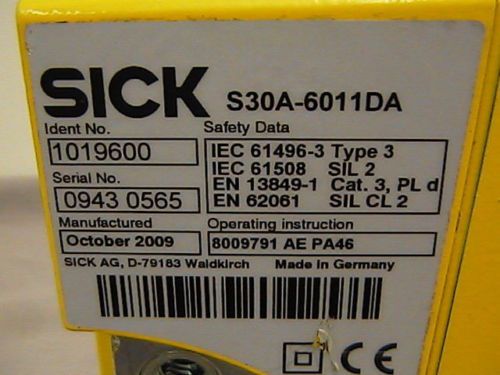 SICK S30A-6011DA
Ident No. Safety Data
1019600 IEC 61496-3 Type 3
IEC 61508 SIL 2
Serial No. EN 13849-1 Cat. 3, PL d
0943 0565 EN 62061 SIL CL 2
Manufactured Operating instruction
October 2009 8009791 AE PA46
SICK AG, D-79183 Waldkirch Made in Germany
CE